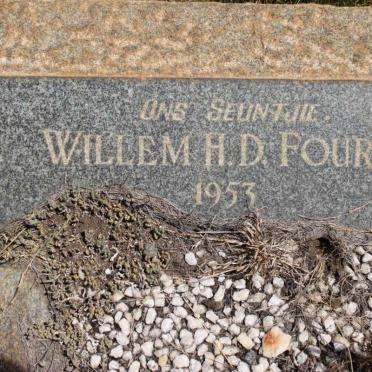 ONS SEUNTJIE.
WILLEM H.D. FOUR
1953